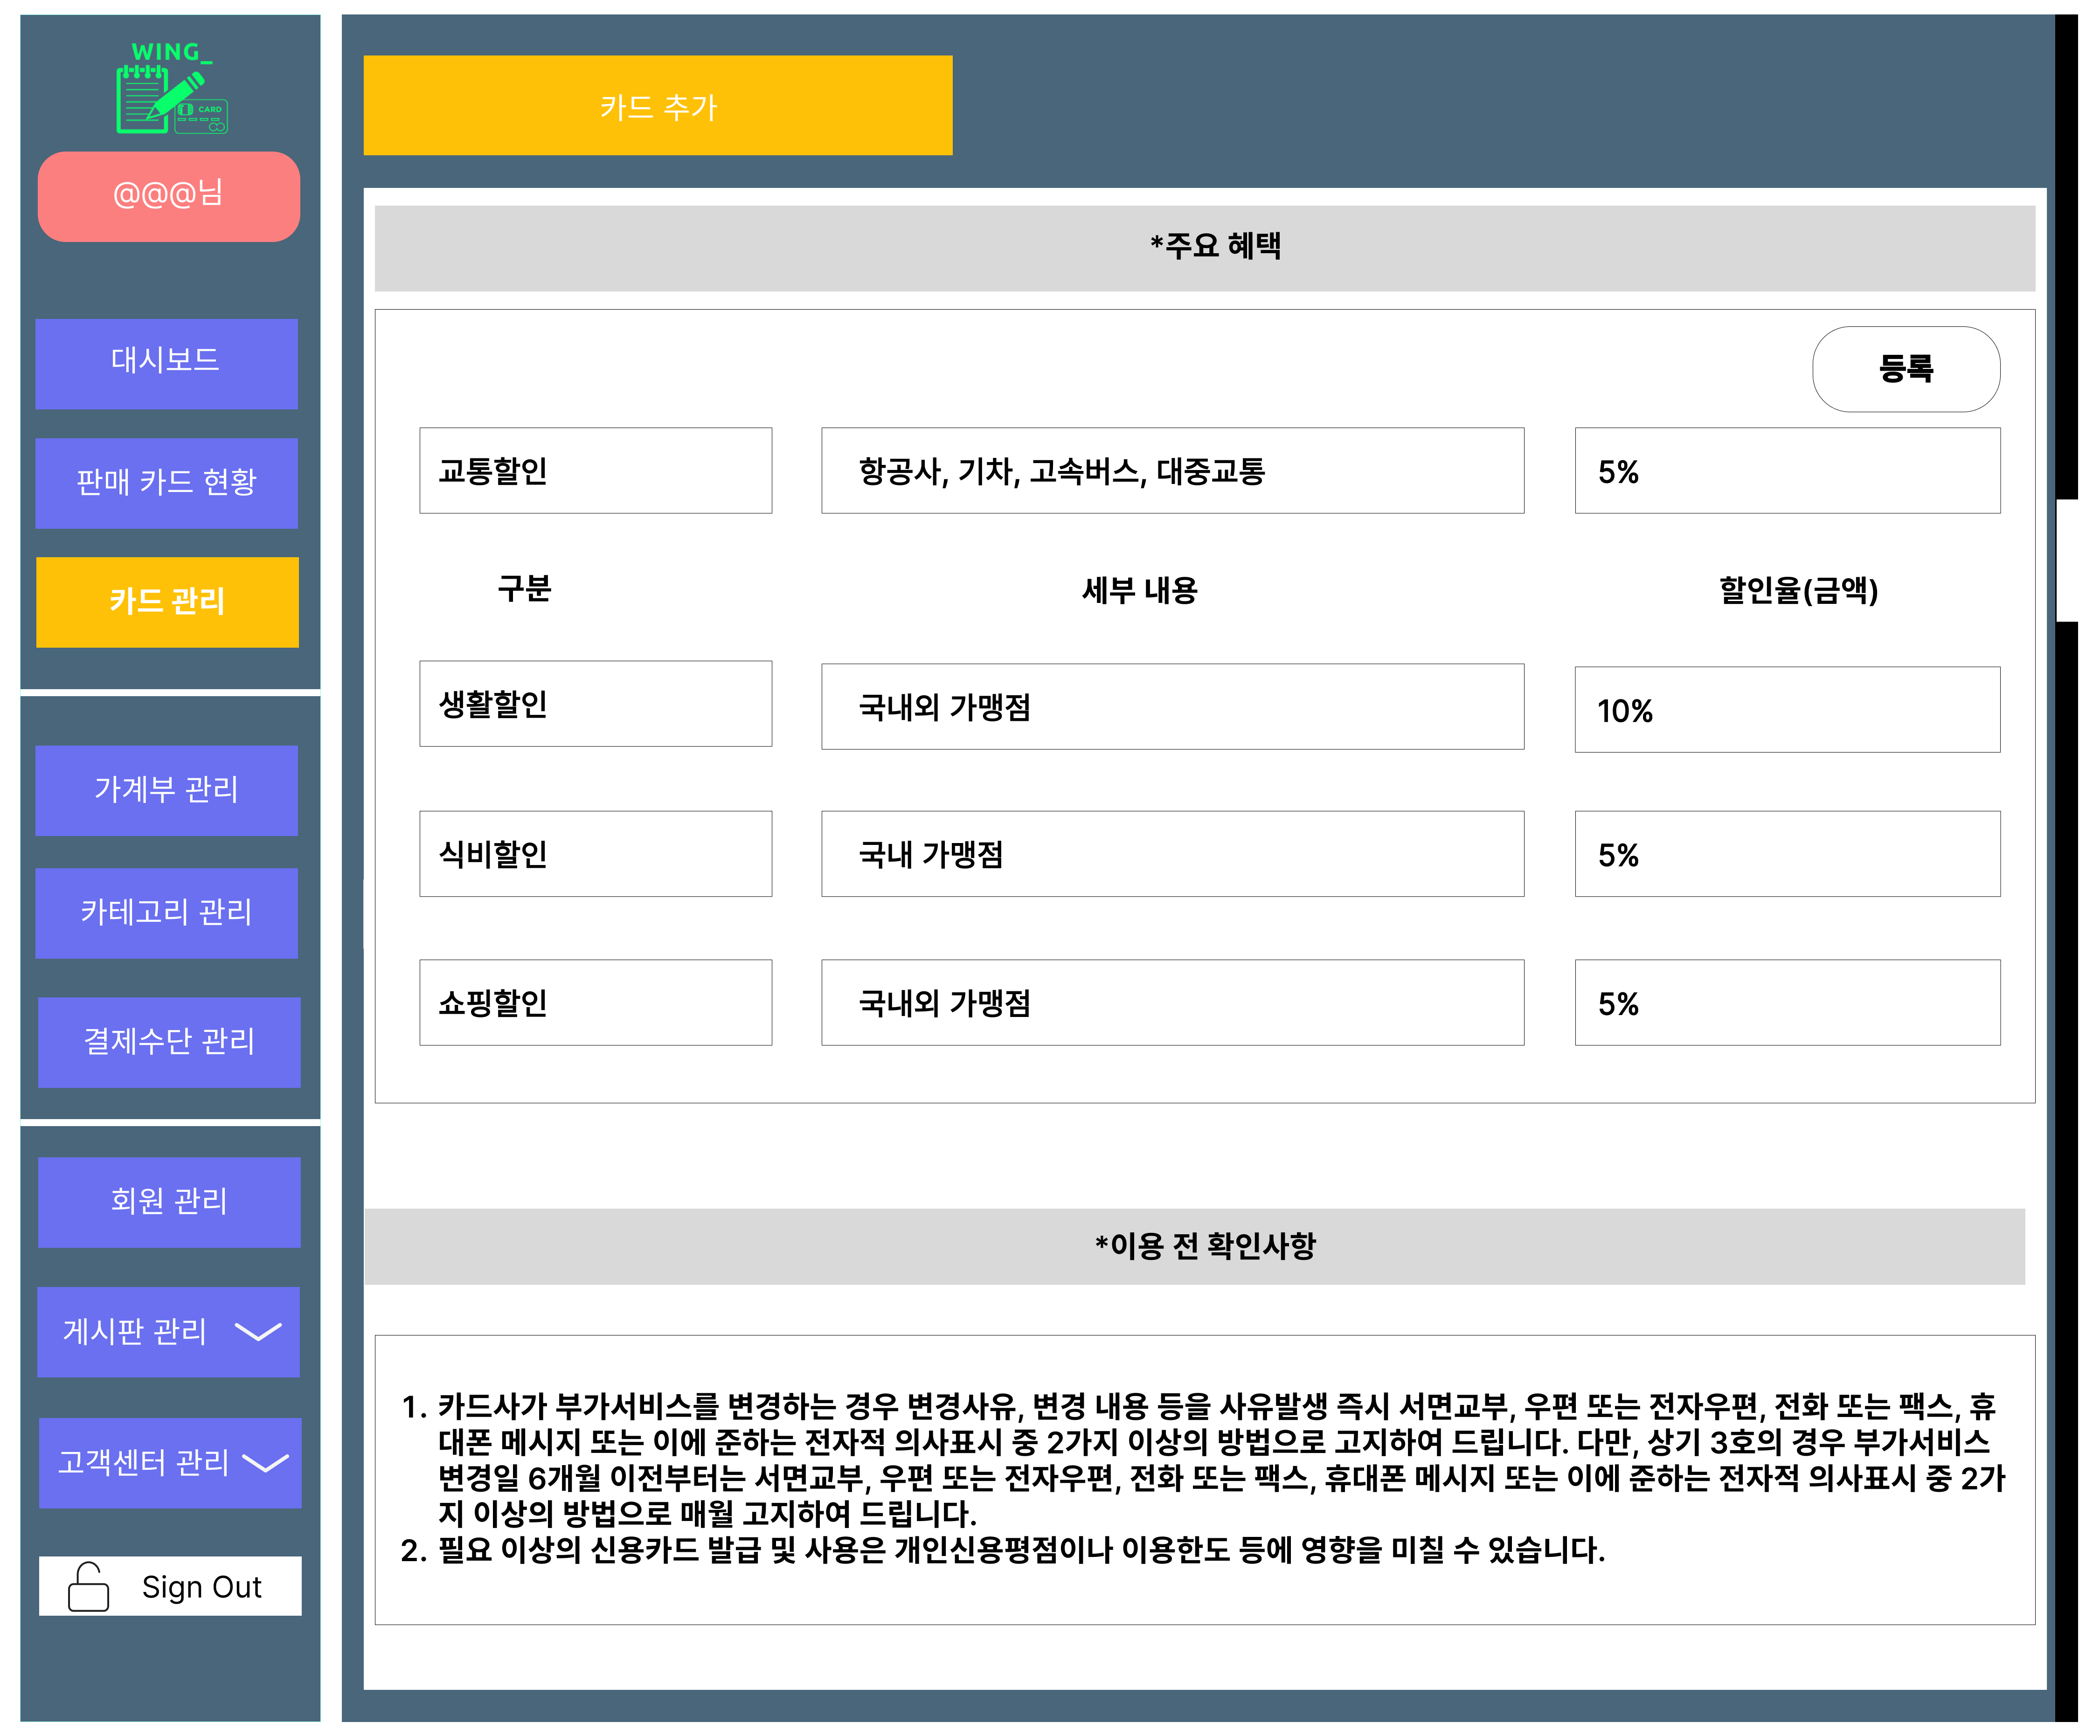 WING_
CARD
@@@님
대시보드
판매 카드 현황
카드 관리
가계부 관리
카테고리 관리
결제수단 관리
회원 관리
게시판 관리
고객센터 관리
Sign Out
카드 추가
*주요 혜택
등록
교통할인 항공사, 기차, 고속버스, 대중교통 5%
구분 세부 내용 할인율(금액)
생활할인 국내외 가맹점 10%
식비할인 국내 가맹점 5%
쇼핑할인 국내외 가맹점 5%
*이용 전 확인사항
1. 카드사가 부가서비스를 변경하는 경우 변경사유, 변경 내용 등을 사유발생 즉시 서면교부, 우편 또는 전자우편, 전화 또는 팩스, 휴
대폰 메시지 또는 이에 준하는 전자적 의사표시 중 2가지 이상의 방법으로 고지하여 드립니다. 다만, 상기 3호의 경우 부가서비스
변경일 6개월 이전부터는 서면교부, 우편 또는 전자우편, 전화 또는 팩스, 휴대폰 메시지 또는 이에 준하는 전자적 의사표시 중 2가
지 이상의 방법으로 매월 고지하여 드립니다.
2. 필요 이상의 신용카드 발급 및 사용은 개인신용평점이나 이용한도 등에 영향을 미칠 수 있습니다.